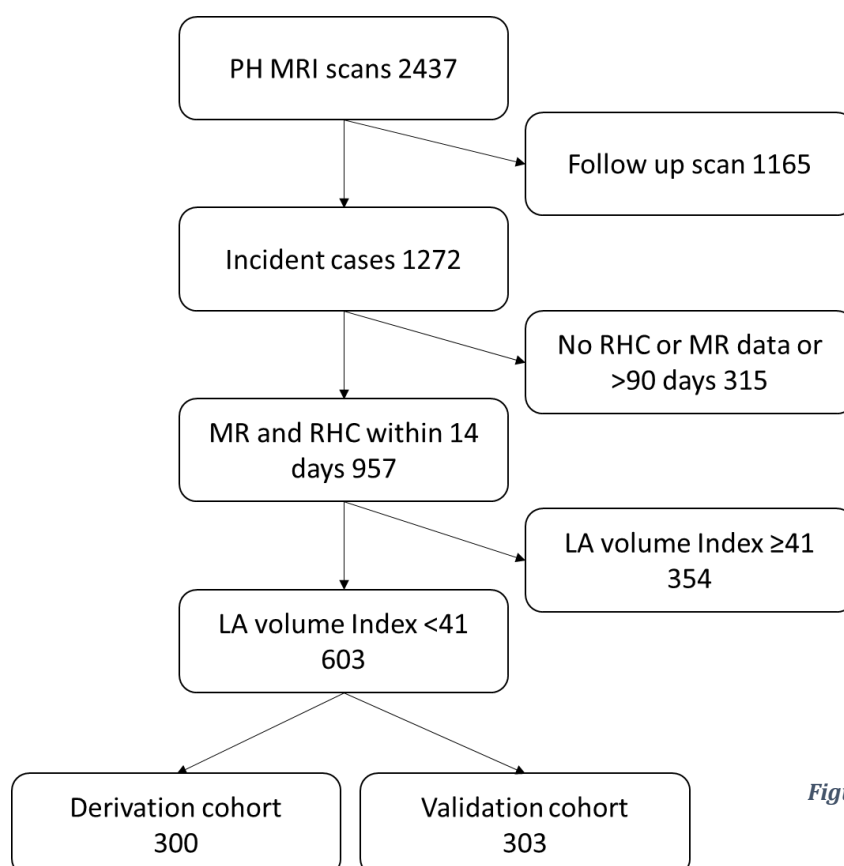 PH MRI scans 2437
Follow up scan 1165
Incident cases 1272
No RHC or MR data or
>90 days 315
MR and RHC within 14
days 957
LA volume Index ≥41
354
LA volume Index <41
603
Derivation cohort
300
Validation cohort
303